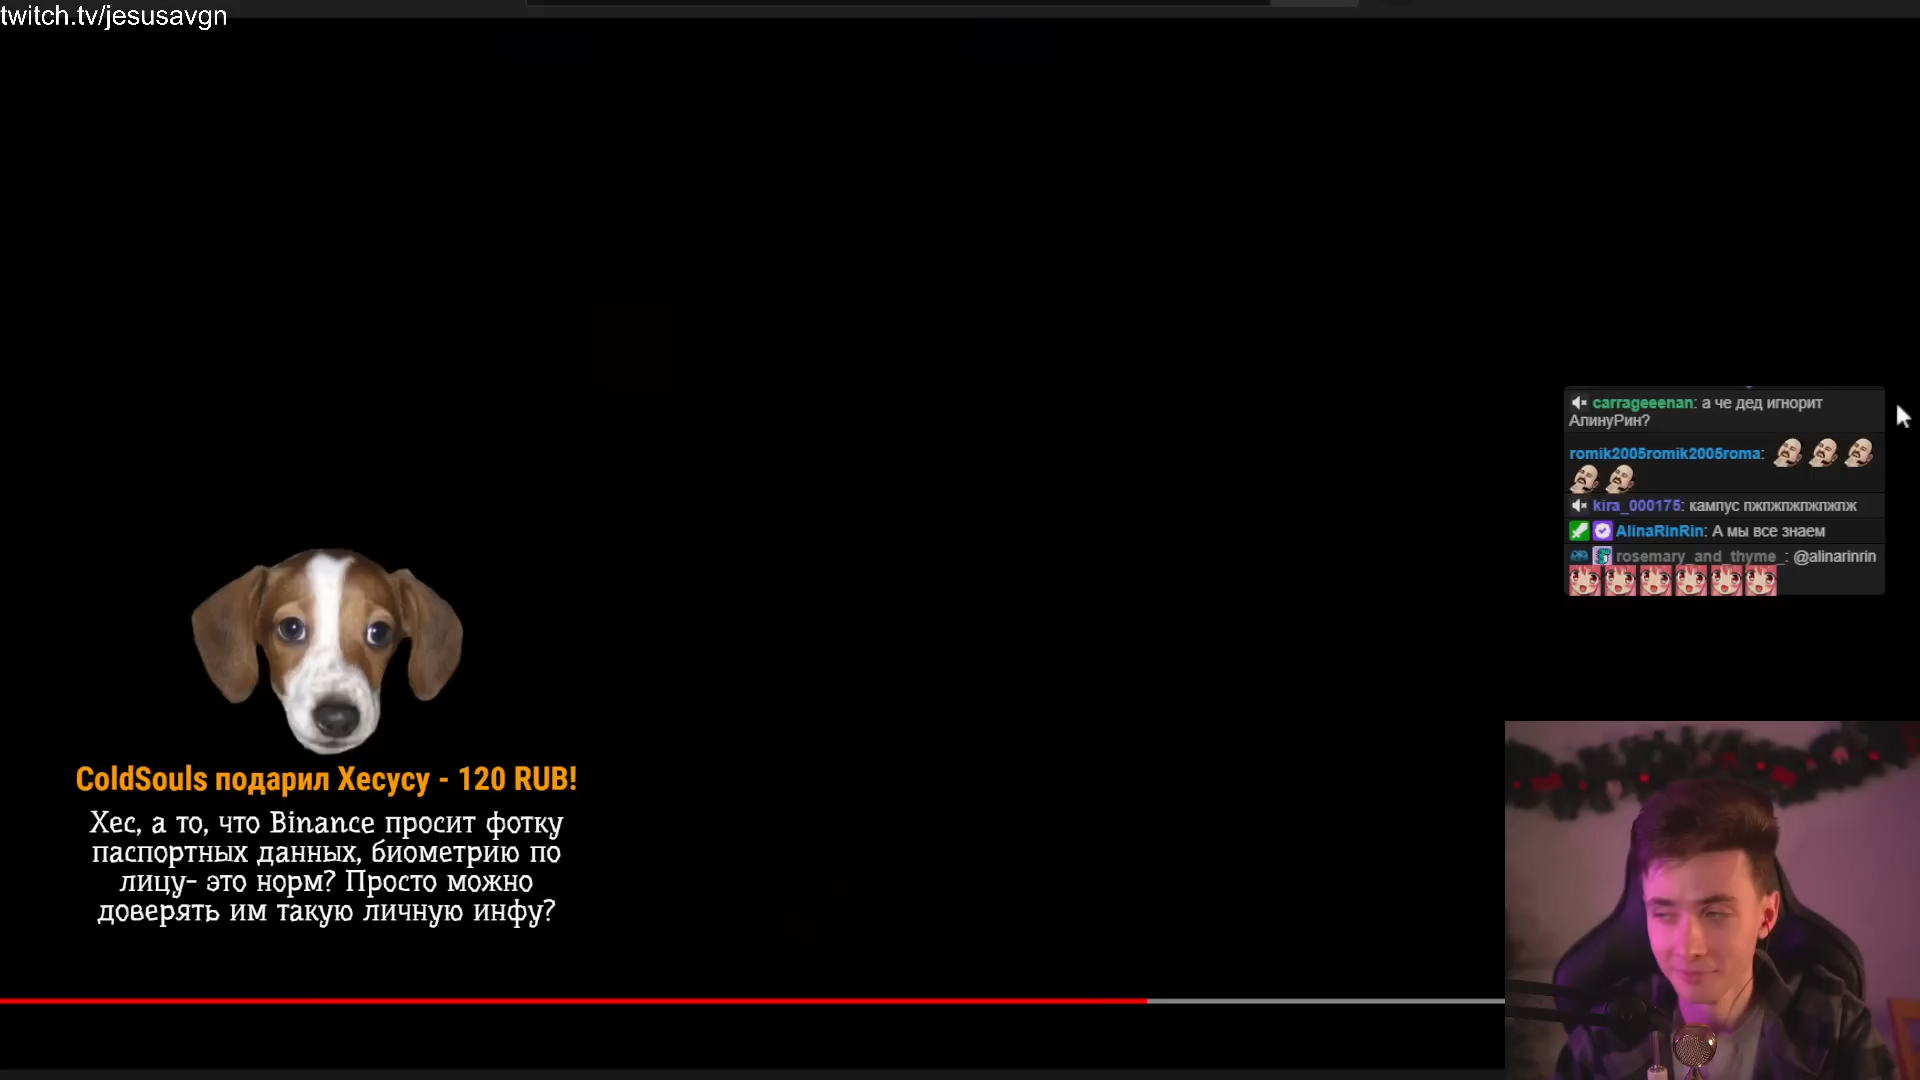 twitch.tv/jesusavgn
carrageeenan: а че дед игнорит
АлинуРин?
romik2005romik2005roma:
kira_000175: кампус пжпжпжпжпжпж
AlinaRinRin: А мы все знаем
rosemary_and_thyme_: @alinarinrin
ColdSouls подарил Хесусу - 120 RUB!
Хес, а то, что Binance просит фотку
паспортных данных, биометрию по
лицу- это норм? Просто можно
доверять им такую личную инфу?